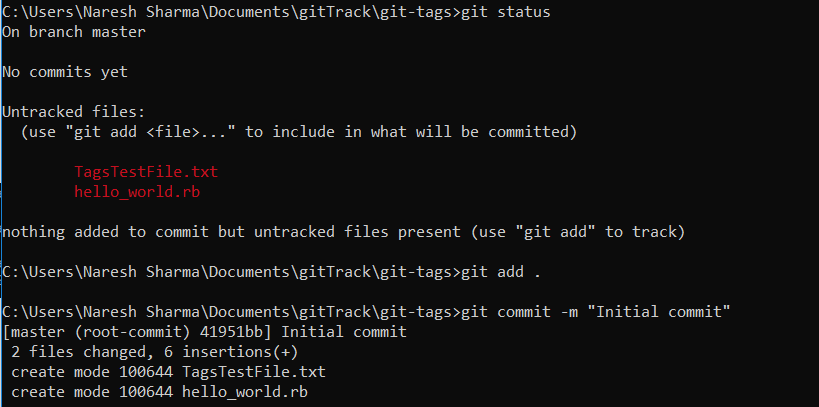 C:\Users\Naresh Sharma\Documents\gitTrack\git-tags>git status
On branch master
No commits yet
Untracked files:
(use "git add <file>..." to include in what will be committed)
TagsTestFile.txt
hello_world.rb
nothing added to commit but untracked files present (use "git add" to track)
C:\Users\Naresh Sharma\Documents\gitTrack\git-tags>git add .
C:\Users\Naresh Sharma\Documents\gitTrack\git-tags>git commit -m "Initial commit"
[master (root-commit) 41951bb] Initial commit
2 files changed, 6 insertions(+)
create mode 100644 TagsTestFile.txt
create mode 100644 hello_world.rb